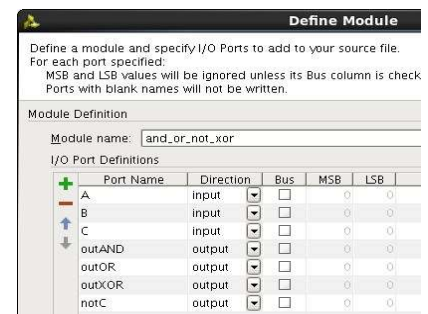 Define Module
Define a module and specify I/O Ports to add to your source file.
For each port specified:
MSB and LSB values will be ignored unless its Bus column is check
Ports with blank names will not be written.
Module Definition
Module name: and_or_not_xor
I/O Port Definitions
Port Name Direction Bus MSB LSB
A input 0 0
B input 0 0
C input 0 0
outAND output 0 0
outOR output 0 0
outXOR output 0 0
notC output 0 0